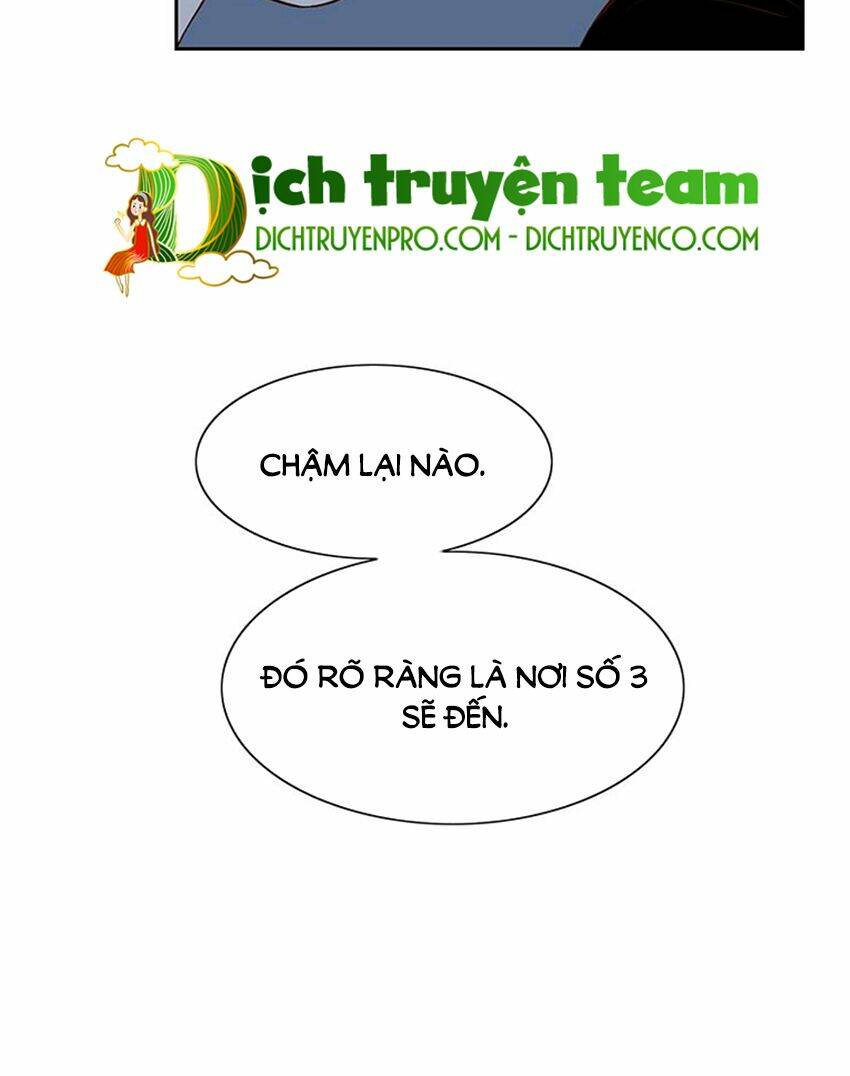 Dịch truyện team
DICHTRUYENPRO.COM - DICHTRUYENCO.COM
CHẬM LẠI NÀO.
ĐÓ RÕ RÀNG LÀ NƠI SỐ 3
SẼ ĐẾN.